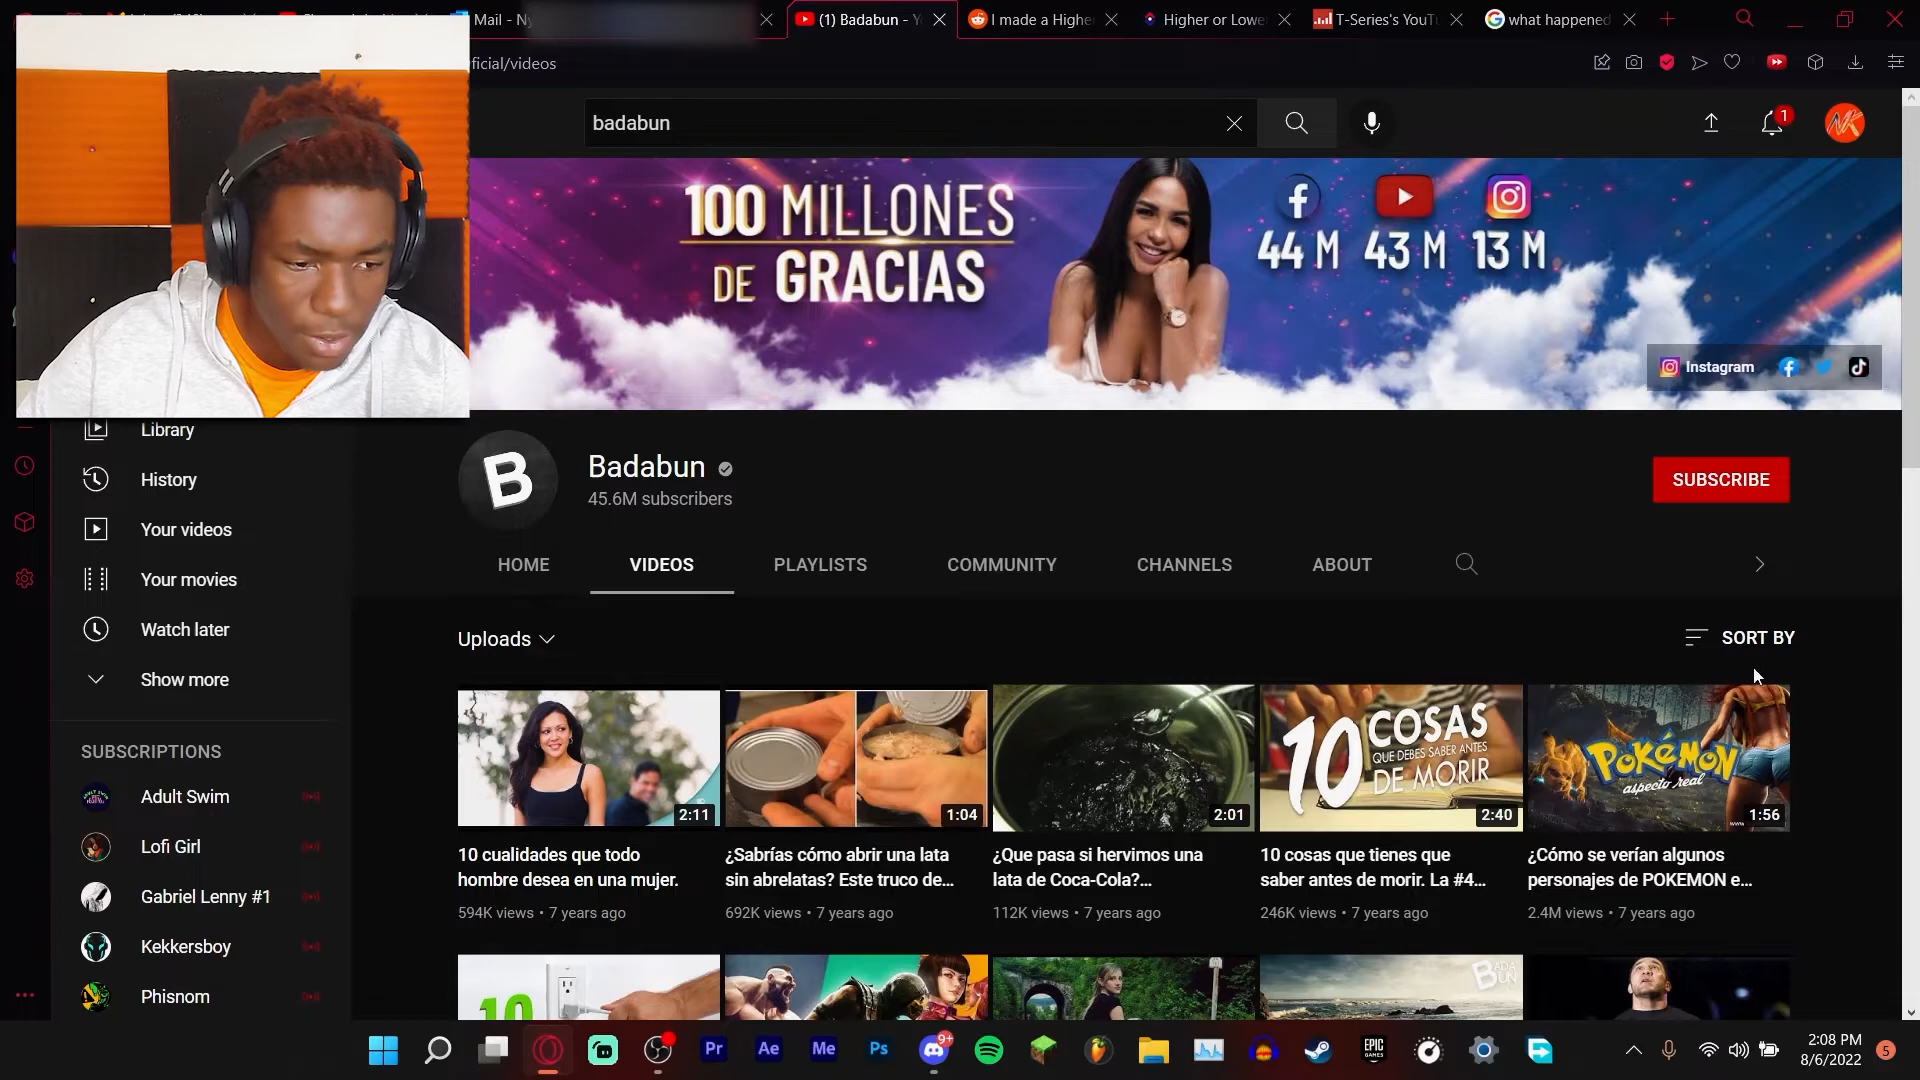 Mail - Ny
(1) Badabun - Y
I made a Highe
Higher or Lowe
T-Series's YouT
what happened
ficial/videos
badabun
1
100 MILLONES
DE GRACIAS
44 M 43 M 13 M
Instagram
Library
History
Your videos
Your movies
Watch later
Show more
SUBSCRIPTIONS
Adult Swim
Lofi Girl
Gabriel Lenny #1
Kekkersboy
Phisnom
B
Badabun
45.6M subscribers
SUBSCRIBE
HOME VIDEOS PLAYLISTS COMMUNITY CHANNELS ABOUT
Uploads
SORT BY
2:11
1:04
2:01
10 COSAS
QUE DEBES SABER ANTES
DE MORIR
2:40
POKéMON
aspecto real
1:56
10 cualidades que todo
hombre desea en una mujer.
594K views • 7 years ago
¿Sabrías cómo abrir una lata
sin abrelatas? Este truco de...
692K views • 7 years ago
¿Que pasa si hervimos una
lata de Coca-Cola?...
112K views • 7 years ago
10 cosas que tienes que
saber antes de morir. La #4...
246K views • 7 years ago
¿Cómo se verían algunos
personajes de POKEMON e...
2.4M views • 7 years ago
10
BADA
BUN
Pr
Ae
Me
Ps
9+
EPIC
GAMES
2:08 PM
8/6/2022
5